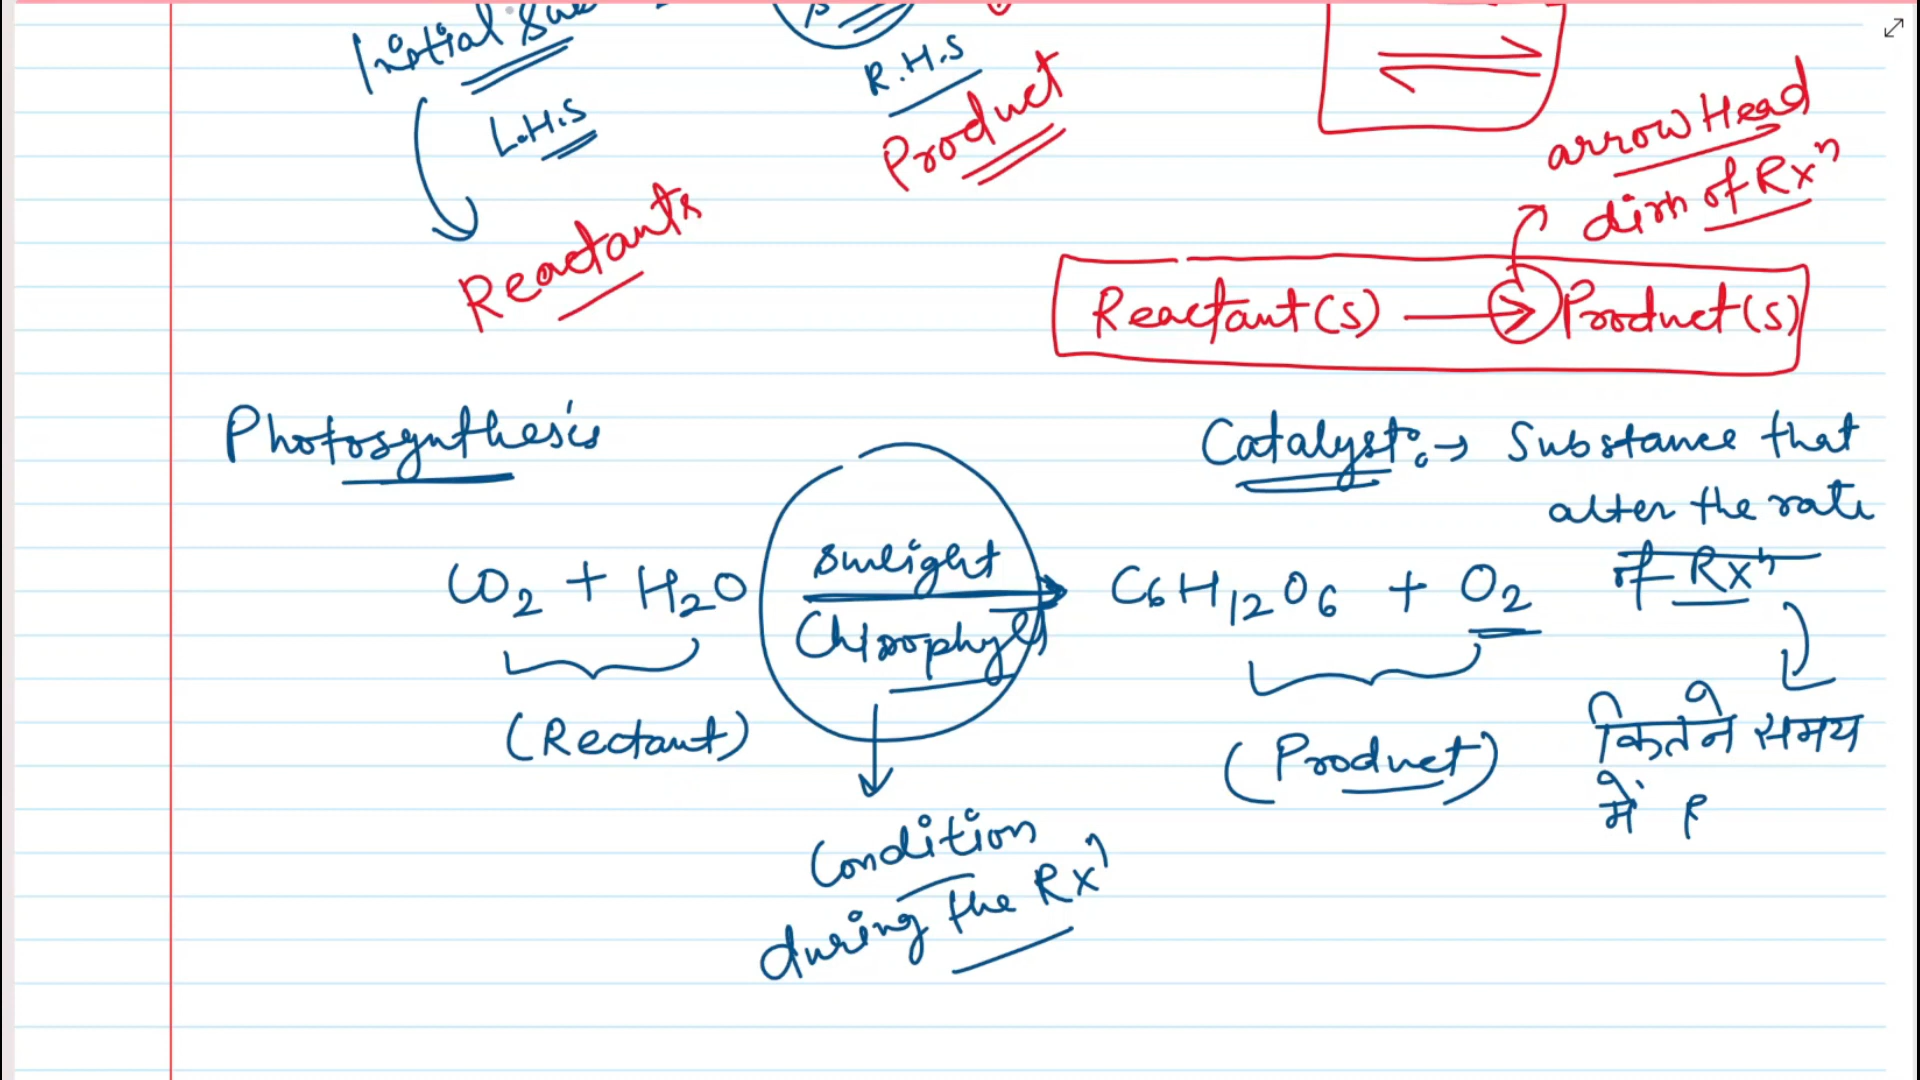 Initial Sub
L.H.S
Reactants
R.H.S
Product
arrow Head
dirn of Rxⁿ
Reactant(s) → Product(s)
Photosynthesis
CO₂ + H₂O
sunlight
Chlorophyll
→ C₆H₁₂O₆ + O₂
(Rectant)
(Product)
Condition
during the Rxⁿ
Catalyst:→ Substance that
alter the rate
of Rxⁿ
कितने समय
में